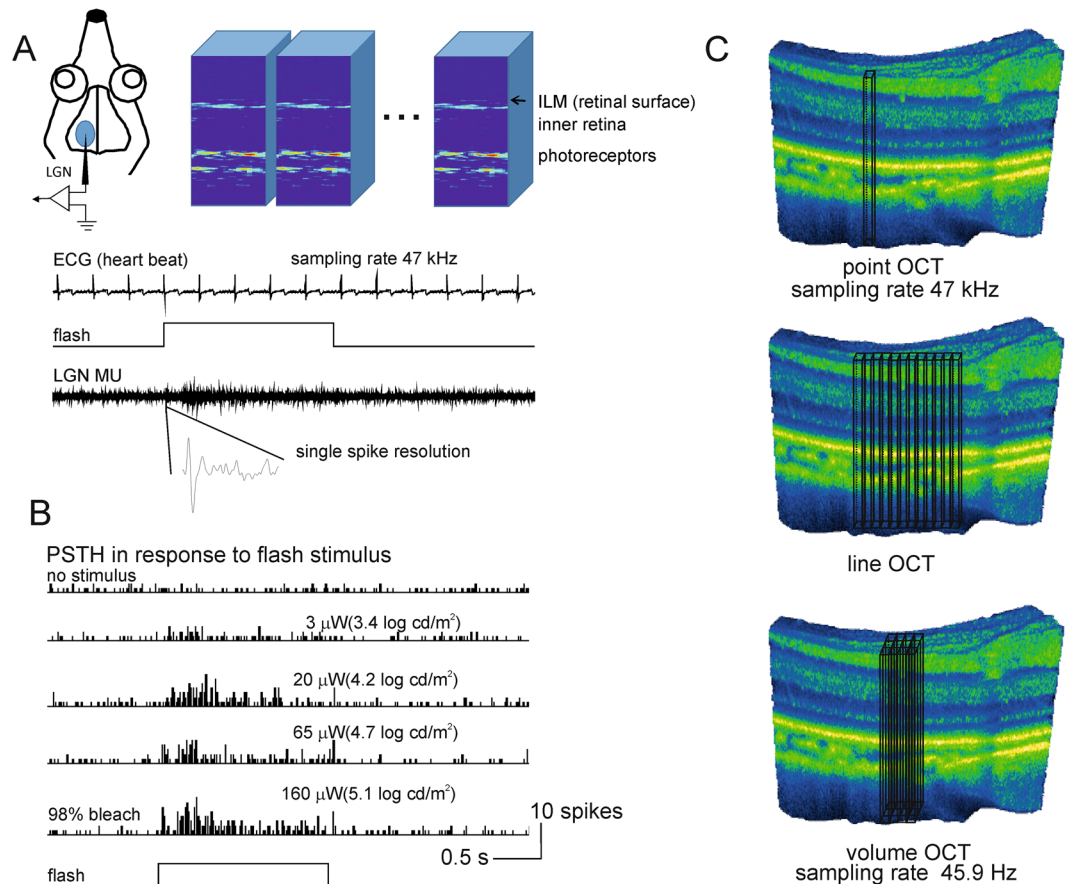 A
LGN
ILM (retinal surface)
inner retina
photoreceptors
ECG (heart beat)
sampling rate 47 kHz
flash
LGN MU
single spike resolution
B
PSTH in response to flash stimulus
no stimulus
3 μW(3.4 log cd/m²)
20 μW(4.2 log cd/m²)
65 μW(4.7 log cd/m²)
160 μW(5.1 log cd/m²)
98% bleach
10 spikes
0.5 s
flash
C
point OCT
sampling rate 47 kHz
line OCT
volume OCT
sampling rate 45.9 Hz